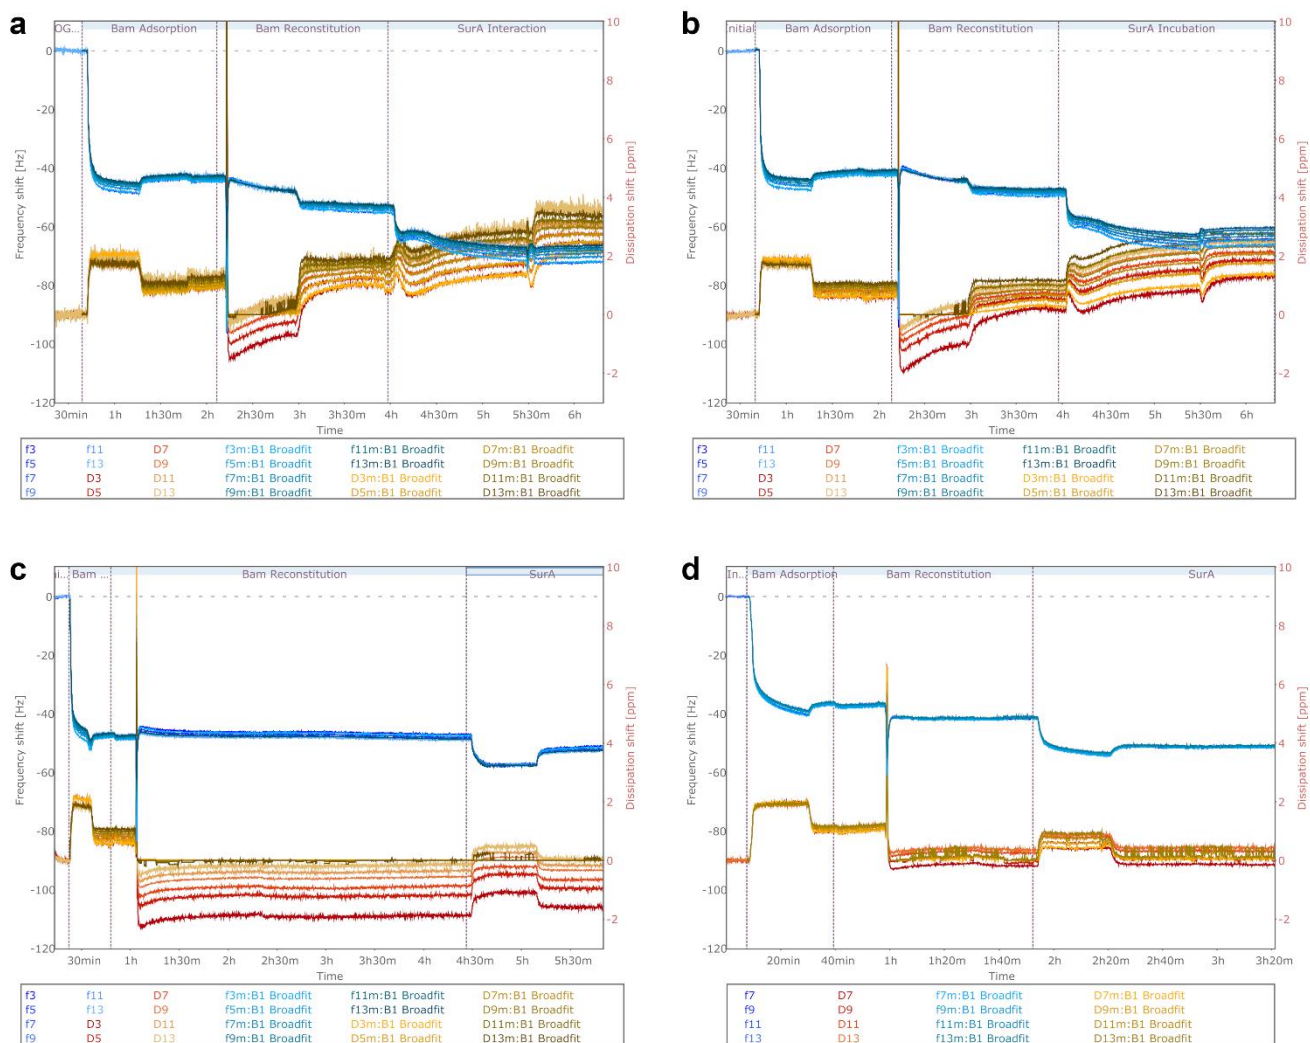 a
OG... Bam Adsorption Bam Reconstitution SurA Interaction
0
-20
-40
-60
-80
-100
-120
Frequency shift [Hz]
10
8
6
4
2
0
-2
Dissipation shift [ppm]
30min 1h 1h30m 2h 2h30m 3h 3h30m 4h 4h30m 5h 5h30m 6h
Time
f3 f11 D7 f3m:B1 Broadfit f11m:B1 Broadfit D7m:B1 Broadfit
f5 f13 D9 f5m:B1 Broadfit f13m:B1 Broadfit D9m:B1 Broadfit
f7 D3 D11 f7m:B1 Broadfit D3m:B1 Broadfit D11m:B1 Broadfit
f9 D5 D13 f9m:B1 Broadfit D5m:B1 Broadfit D13m:B1 Broadfit
b
Bam Adsorption Bam Reconstitution SurA Incubation
0
-20
-40
-60
-80
-100
-120
Frequency shift [Hz]
10
8
6
4
2
0
-2
Dissipation shift [ppm]
30min 1h 1h30m 2h 2h30m 3h 3h30m 4h 4h30m 5h 5h30m 6h
Time
f3 f11 D7 f3m:B1 Broadfit f11m:B1 Broadfit D7m:B1 Broadfit
f5 f13 D9 f5m:B1 Broadfit f13m:B1 Broadfit D9m:B1 Broadfit
f7 D3 D11 f7m:B1 Broadfit D3m:B1 Broadfit D11m:B1 Broadfit
f9 D5 D13 f9m:B1 Broadfit D5m:B1 Broadfit D13m:B1 Broadfit
c
Bam ... Bam Reconstitution SurA
0
-20
-40
-60
-80
-100
-120
Frequency shift [Hz]
10
8
6
4
2
0
-2
Dissipation shift [ppm]
30min 1h 1h30m 2h 2h30m 3h 3h30m 4h 4h30m 5h 5h30m
Time
f3 f11 D7 f3m:B1 Broadfit f11m:B1 Broadfit D7m:B1 Broadfit
f5 f13 D9 f5m:B1 Broadfit f13m:B1 Broadfit D9m:B1 Broadfit
f7 D3 D11 f7m:B1 Broadfit D3m:B1 Broadfit D11m:B1 Broadfit
f9 D5 D13 f9m:B1 Broadfit D5m:B1 Broadfit D13m:B1 Broadfit
d
In... Bam Adsorption Bam Reconstitution SurA
0
-20
-40
-60
-80
-100
-120
Frequency shift [Hz]
10
8
6
4
2
0
-2
Dissipation shift [ppm]
20min 40min 1h 1h20m 1h40m 2h 2h20m 2h40m 3h 3h20m
Time
f7 D7 f7m:B1 Broadfit D7m:B1 Broadfit
f9 D9 f9m:B1 Broadfit D9m:B1 Broadfit
f11 D11 f11m:B1 Broadfit D11m:B1 Broadfit
f13 D13 f13m:B1 Broadfit D13m:B1 Broadfit